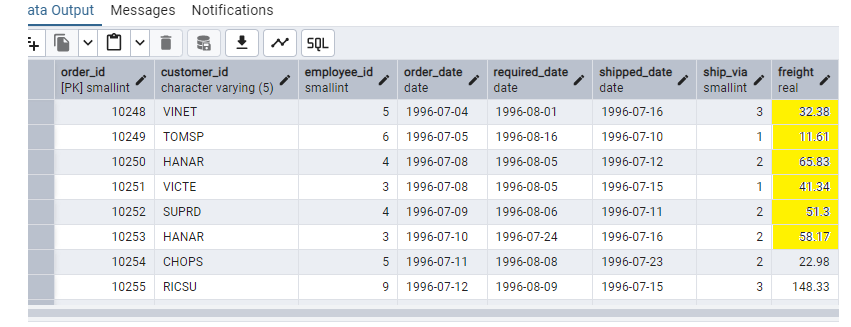 ata Output Messages Notifications
SQL
order_id customer_id employee_id order_date required_date shipped_date ship_via freight
[PK] smallint character varying (5) smallint date date date smallint real
10248 VINET 5 1996-07-04 1996-08-01 1996-07-16 3 32.38
10249 TOMSP 6 1996-07-05 1996-08-16 1996-07-10 1 11.61
10250 HANAR 4 1996-07-08 1996-08-05 1996-07-12 2 65.83
10251 VICTE 3 1996-07-08 1996-08-05 1996-07-15 1 41.34
10252 SUPRD 4 1996-07-09 1996-08-06 1996-07-11 2 51.3
10253 HANAR 3 1996-07-10 1996-07-24 1996-07-16 2 58.17
10254 CHOPS 5 1996-07-11 1996-08-08 1996-07-23 2 22.98
10255 RICSU 9 1996-07-12 1996-08-09 1996-07-15 3 148.33